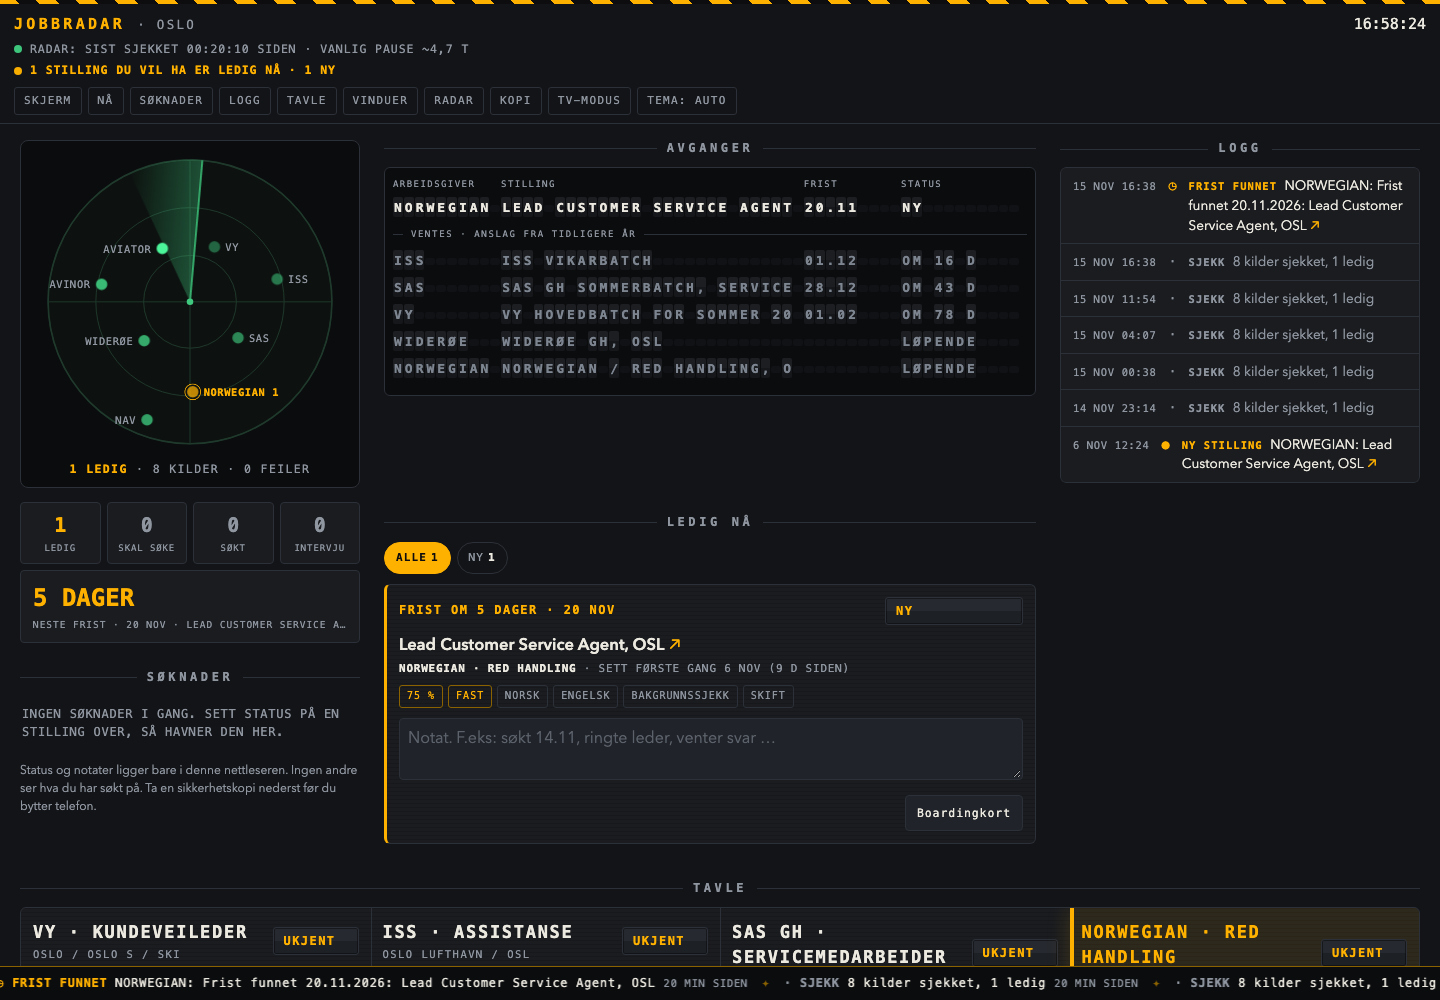 JOBBRADAR · OSLO
16:58:24
RADAR: SIST SJEKKET 00:20:10 SIDEN · VANLIG PAUSE ~4,7 T
1 STILLING DU VIL HA ER LEDIG NÅ · 1 NY
SKJERM NÅ SØKNADER LOGG TAVLE VINDUER RADAR KOPI TV-MODUS TEMA: AUTO
AVIATOR
VY
AVINOR
ISS
WIDERØE
SAS
NORWEGIAN 1
NAV
1 LEDIG · 8 KILDER · 0 FEILER
1 LEDIG
0 SKAL SØKE
0 SØKT
0 INTERVJU
5 DAGER
NESTE FRIST · 20 NOV · LEAD CUSTOMER SERVICE A…
SØKNADER
INGEN SØKNADER I GANG. SETT STATUS PÅ EN
STILLING OVER, SÅ HAVNER DEN HER.
Status og notater ligger bare i denne nettleseren. Ingen andre
ser hva du har søkt på. Ta en sikkerhetskopi nederst før du
bytter telefon.
AVGANGER
ARBEIDSGIVER STILLING FRIST STATUS
NORWEGIAN LEAD CUSTOMER SERVICE AGENT 20.11 NY
VENTES · ANSLAG FRA TIDLIGERE ÅR
ISS ISS VIKARBATCH 01.12 OM 16 D
SAS SAS GH SOMMERBATCH, SERVICE 28.12 OM 43 D
VY VY HOVEDBATCH FOR SOMMER 20 01.02 OM 78 D
WIDERØE WIDERØE GH, OSL LØPENDE
NORWEGIAN NORWEGIAN / RED HANDLING, O LØPENDE
LEDIG NÅ
ALLE 1 NY 1
FRIST OM 5 DAGER · 20 NOV
NY
Lead Customer Service Agent, OSL ↗
NORWEGIAN · RED HANDLING · SETT FØRSTE GANG 6 NOV (9 D SIDEN)
75 % FAST NORSK ENGELSK BAKGRUNNSSJEKK SKIFT
Notat. F.eks: søkt 14.11, ringte leder, venter svar …
Boardingkort
LOGG
15 NOV 16:38 FRIST FUNNET NORWEGIAN: Frist
funnet 20.11.2026: Lead Customer
Service Agent, OSL ↗
15 NOV 16:38 · SJEKK 8 kilder sjekket, 1 ledig
15 NOV 11:54 · SJEKK 8 kilder sjekket, 1 ledig
15 NOV 04:07 · SJEKK 8 kilder sjekket, 1 ledig
15 NOV 00:38 · SJEKK 8 kilder sjekket, 1 ledig
14 NOV 23:14 · SJEKK 8 kilder sjekket, 1 ledig
6 NOV 12:24 ● NY STILLING NORWEGIAN: Lead
Customer Service Agent, OSL ↗
TAVLE
VY · KUNDEVEILEDER
OSLO / OSLO S / SKI
UKJENT
ISS · ASSISTANSE
OSLO LUFTHAVN / OSL
UKJENT
SAS GH ·
SERVICEMEDARBEIDER
UKJENT
NORWEGIAN · RED
HANDLING
UKJENT
FRIST FUNNET NORWEGIAN: Frist funnet 20.11.2026: Lead Customer Service Agent, OSL 20 MIN SIDEN ✦ · SJEKK 8 kilder sjekket, 1 ledig 20 MIN SIDEN ✦ · SJEKK 8 kilder sjekket, 1 ledig